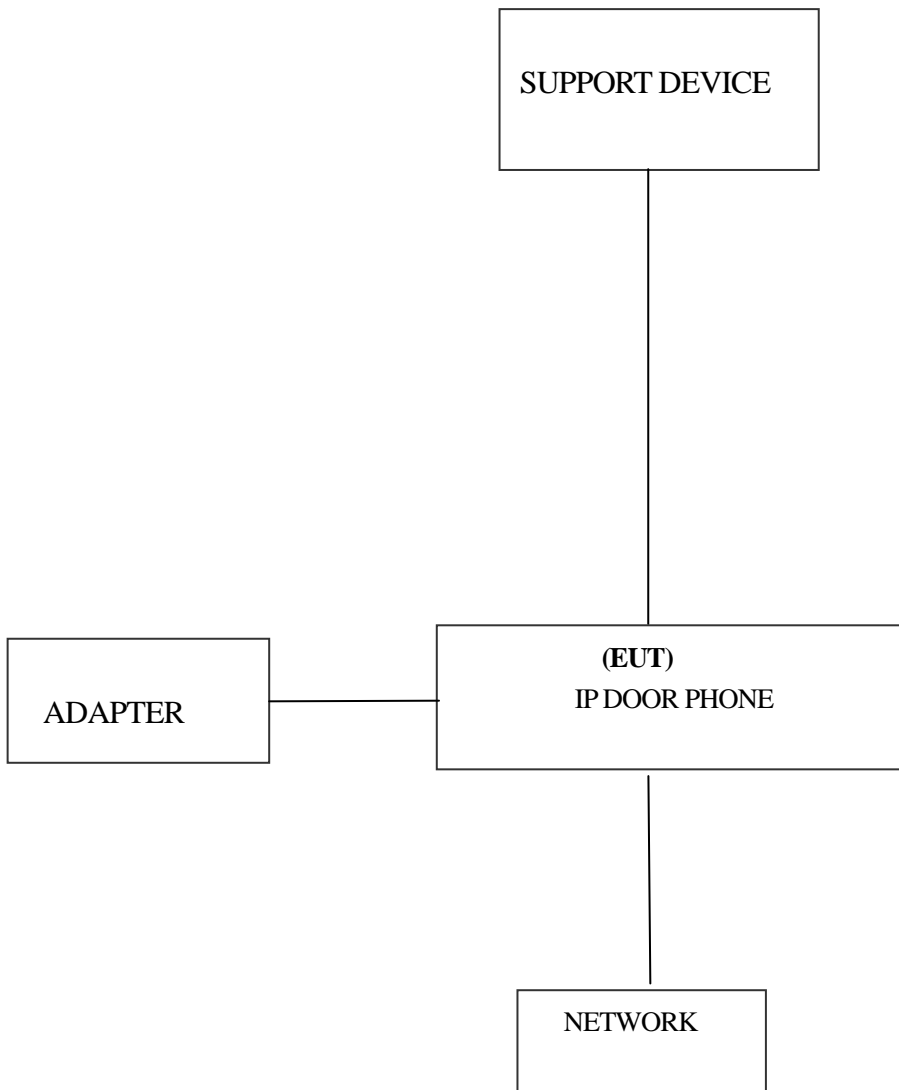 SUPPORT DEVICE
(EUT)
IP DOOR PHONE
ADAPTER
NETWORK